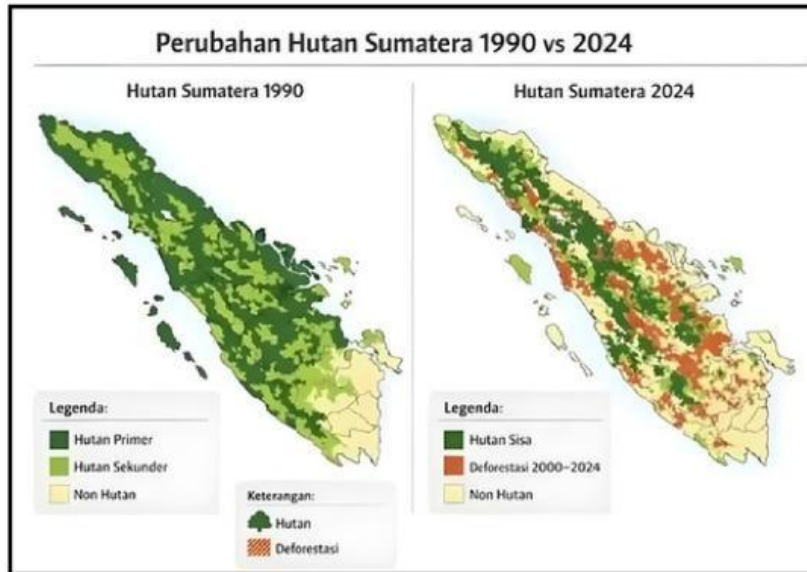 Perubahan Hutan Sumatera 1990 vs 2024
Hutan Sumatera 1990
Legenda:
Hutan Primer
Hutan Sekunder
Non Hutan
Hutan Sumatera 2024
Legenda:
Hutan Sisa
Deforestasi 2000–2024
Non Hutan
Keterangan:
Hutan
Deforestasi